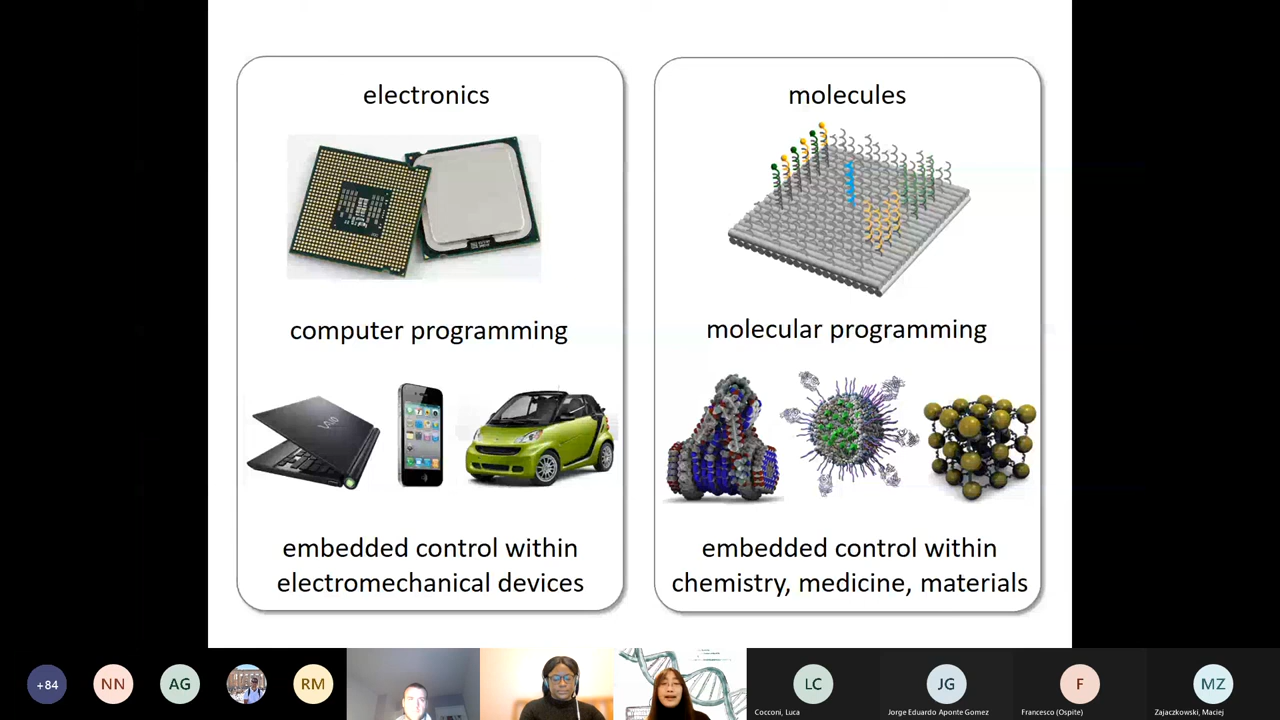 electronics
computer programming
VAIO
embedded control within
electromechanical devices
molecules
molecular programming
embedded control within
chemistry, medicine, materials
+84
NN
AG
RM
LC
Cocconi, Luca
JG
Jorge Eduardo Aponte Gomez
F
Francesco (Ospite)
MZ
Zajaczkowski, Maciej